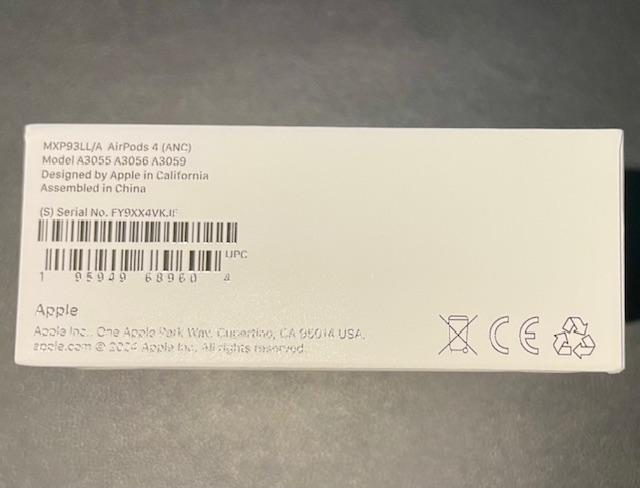 MXP93LL/A AirPods 4 (ANC)
Model A3055 A3056 A3059
Designed by Apple in California
Assembled in China
(S) Serial No.
UPC
1 95949 68960
Apple
Apple Inc., One Apple Park Way, Cupertino, CA 95014 USA.
apple.com © 2024 Apple Inc. All rights reserved.
CE